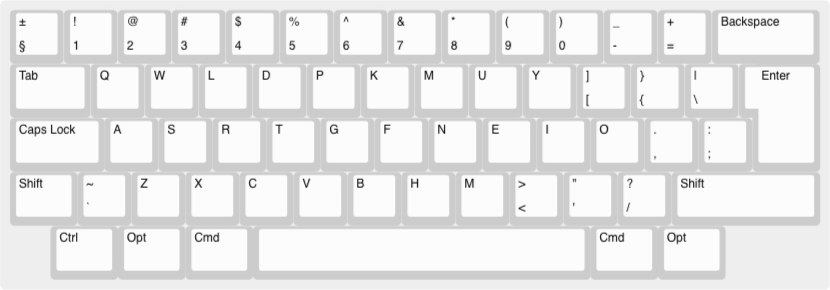 ± ! @ # $ % ^ & * ( ) _ + Backspace
§ 1 2 3 4 5 6 7 8 9 0 - =
Tab Q W L D P K M U Y ] } | Enter
[ { \
Caps Lock A S R T G F N E I O . :
, ;
Shift ~ Z X C V B H M > " ? Shift
` < ' /
Ctrl Opt Cmd Cmd Opt